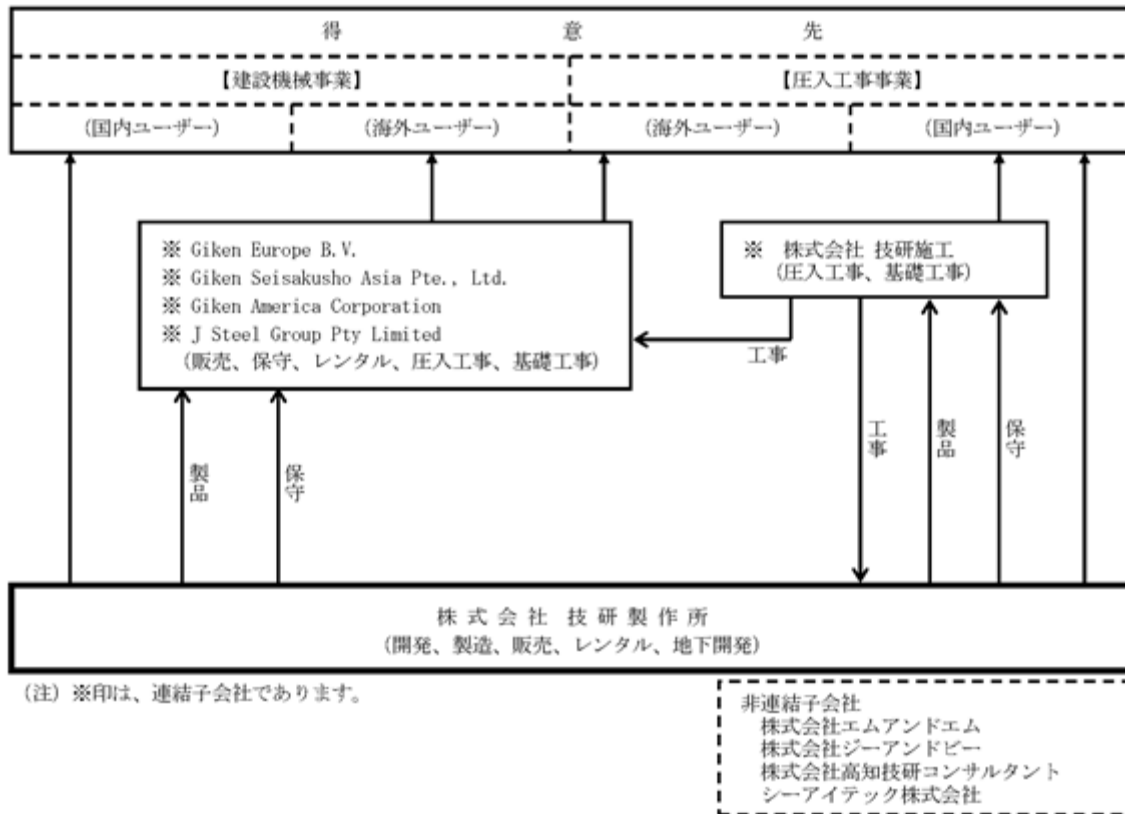 得意先
【建設機械事業】 【圧入工事事業】
(国内ユーザー) (海外ユーザー) (海外ユーザー) (国内ユーザー)
※ Giken Europe B.V.
※ Giken Seisakusho Asia Pte., Ltd.
※ Giken America Corporation
※ J Steel Group Pty Limited
(販売、保守、レンタル、圧入工事、基礎工事)
※ 株式会社 技研施工
(圧入工事、基礎工事)
工事
製品
保守
工事
製品
保守
株式会社 技研製作所
(開発、製造、販売、レンタル、地下開発)
(注) ※印は、連結子会社であります。
非連結子会社
株式会社エムアンドエム
株式会社ジーアンドビー
株式会社高知技研コンサルタント
シーアイテック株式会社